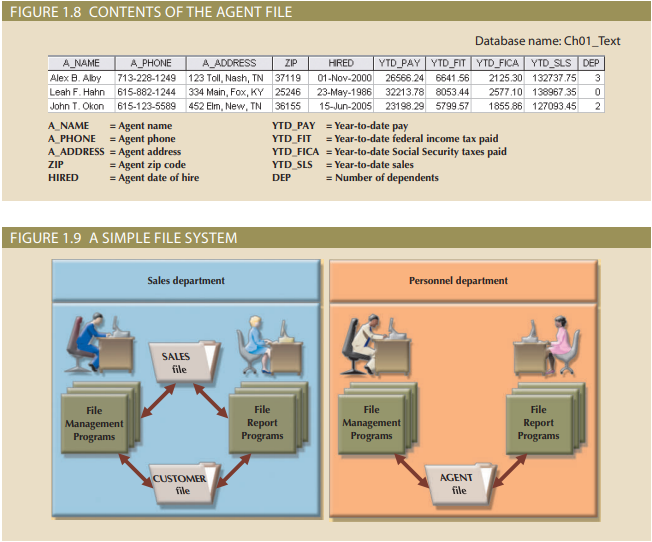 FIGURE 1.8 CONTENTS OF THE AGENT FILE
Database name: Ch01_Text
A_NAME A_PHONE A_ADDRESS ZIP HIRED YTD_PAY YTD_FIT YTD_FICA YTD_SLS DEP
Alex B. Alby 713-228-1249 123 Toll, Nash, TN 37119 01-Nov-2000 26566.24 6641.56 2125.30 132737.75 3
Leah F. Hahn 615-882-1244 334 Main, Fox, KY 25246 23-May-1986 32213.78 8053.44 2577.10 138967.35 0
John T. Okon 615-123-5589 452 Elm, New, TN 36155 15-Jun-2005 23198.29 5799.57 1855.86 127093.45 2
A_NAME = Agent name YTD_PAY = Year-to-date pay
A_PHONE = Agent phone YTD_FIT = Year-to-date federal income tax paid
A_ADDRESS = Agent address YTD_FICA = Year-to-date Social Security taxes paid
ZIP = Agent zip code YTD_SLS = Year-to-date sales
HIRED = Agent date of hire DEP = Number of dependents
FIGURE 1.9 A SIMPLE FILE SYSTEM
Sales department
SALES
file
File
Management
Programs
File
Report
Programs
CUSTOMER
file
Personnel department
File
Management
Programs
File
Report
Programs
AGENT
file